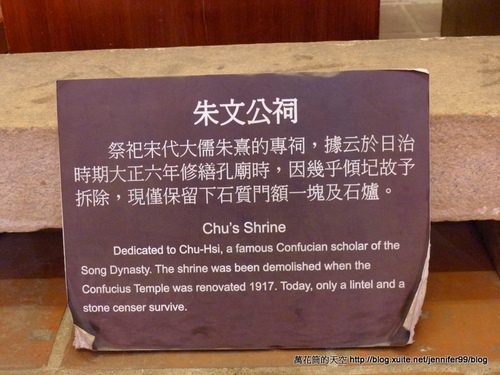 朱文公祠
祭祀宋代大儒朱熹的專祠，據云於日治
時期大正六年修繕孔廟時，因幾乎傾圮故予
拆除，現僅保留下石質門額一塊及石爐。
Chu's Shrine
Dedicated to Chu-Hsi, a famous Confucian scholar of the
Song Dynasty. The shrine was been demolished when the
Confucius Temple was renovated 1917. Today, only a lintel and a
stone censer survive.
萬花筒的天空 http://blog.xuite.net/jennifer99/blog